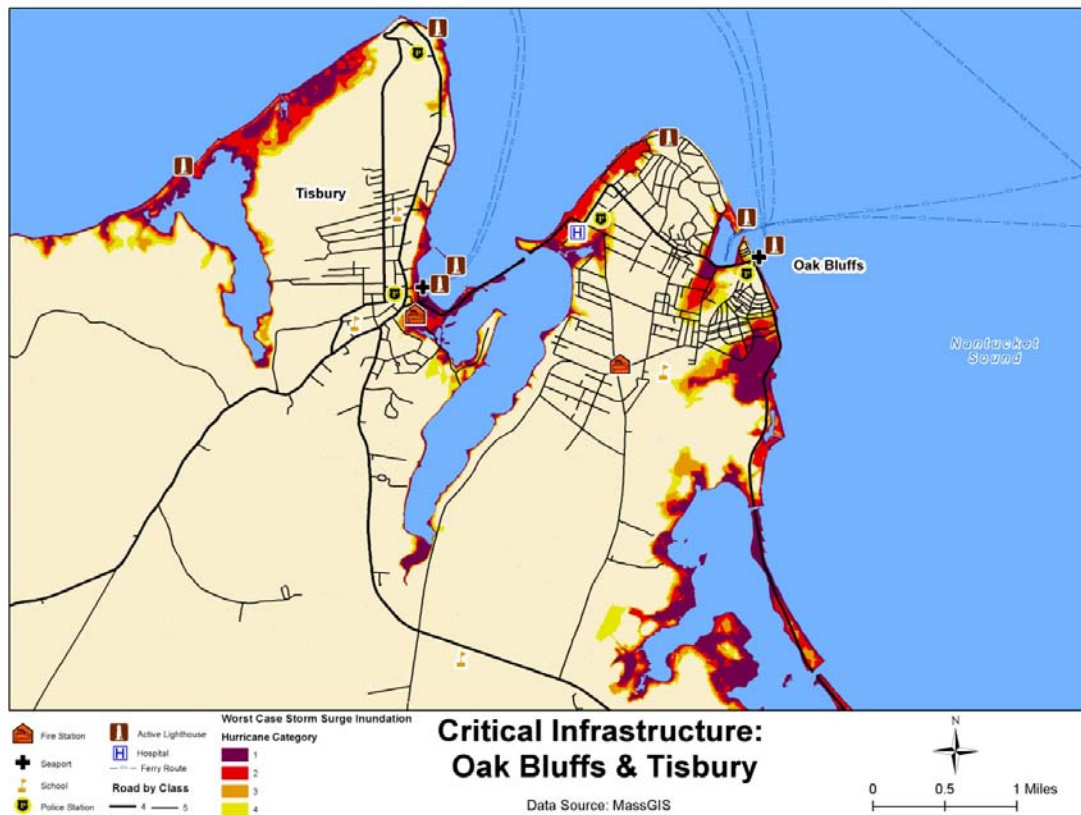 Tisbury
Oak Bluffs
Nantucket
Sound
Fire Station
Seaport
School
Police Station
Active Lighthouse
Hospital
Ferry Route
Road by Class
4 5
Worst Case Storm Surge Inundation
Hurricane Category
1
2
3
4
Critical Infrastructure:
Oak Bluffs & Tisbury
Data Source: MassGIS
N
0 0.5 1 Miles